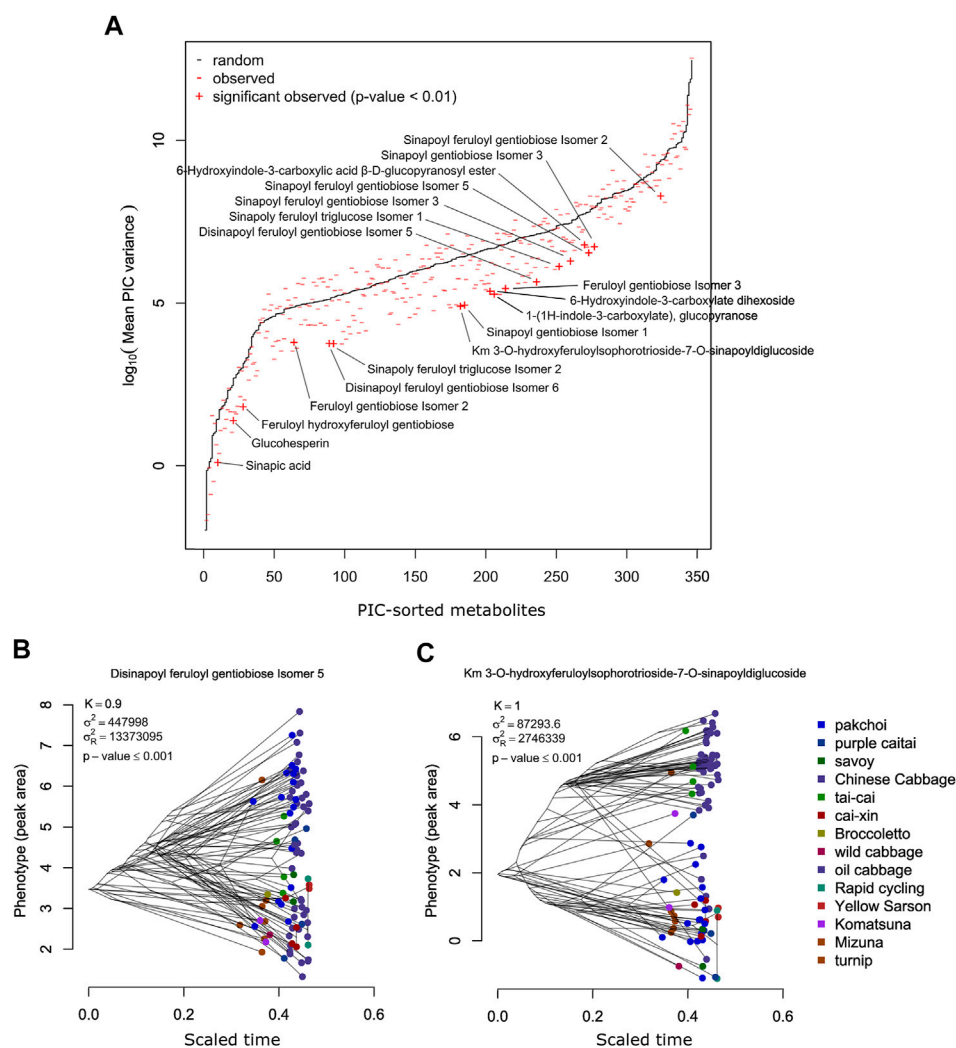 A
random
observed
significant observed (p-value < 0.01)
Sinapoyl feruloyl gentiobiose Isomer 2
Sinapoyl gentiobiose Isomer 3
6-Hydroxyindole-3-carboxylic acid β-D-glucopyranosyl ester
Sinapoyl feruloyl gentiobiose Isomer 5
Sinapoyl feruloyl gentiobiose Isomer 3
Sinapoly feruloyl triglucose Isomer 1
Disinapoyl feruloyl gentiobiose Isomer 5
Feruloyl gentiobiose Isomer 3
6-Hydroxyindole-3-carboxylate dihexoside
1-(1H-indole-3-carboxylate), glucopyranose
Sinapoyl gentiobiose Isomer 1
Km 3-O-hydroxyferuloylsophorotrioside-7-O-sinapoyldiglucoside
Sinapoly feruloyl triglucose Isomer 2
Disinapoyl feruloyl gentiobiose Isomer 6
Feruloyl gentiobiose Isomer 2
Feruloyl hydroxyferuloyl gentiobiose
Glucohesperin
Sinapic acid
log10( Mean PIC variance )
10
5
0
0 50 100 150 200 250 300 350
PIC-sorted metabolites
B
Disinapoyl feruloyl gentiobiose Isomer 5
K = 0.9
σ² = 447998
σ²R = 13373095
p − value ≤ 0.001
Phenotype (peak area)
8
7
6
5
4
3
2
0.0 0.2 0.4 0.6
Scaled time
C
Km 3-O-hydroxyferuloylsophorotrioside-7-O-sinapoyldiglucoside
K = 1
σ² = 87293.6
σ²R = 2746339
p − value ≤ 0.001
Phenotype (peak area)
6
4
2
0
0.0 0.2 0.4 0.6
Scaled time
pakchoi
purple caitai
savoy
Chinese Cabbage
tai-cai
cai-xin
Broccoletto
wild cabbage
oil cabbage
Rapid cycling
Yellow Sarson
Komatsuna
Mizuna
turnip